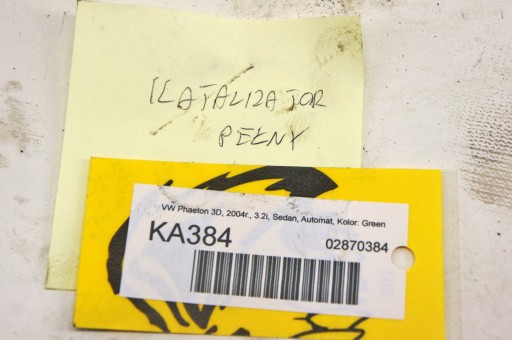 KATALIZATOR
PEŁNY
VW Phaeton 3D, 2004r., 3.2i, Sedan, Automat, Kolor: Green
KA384
02870384